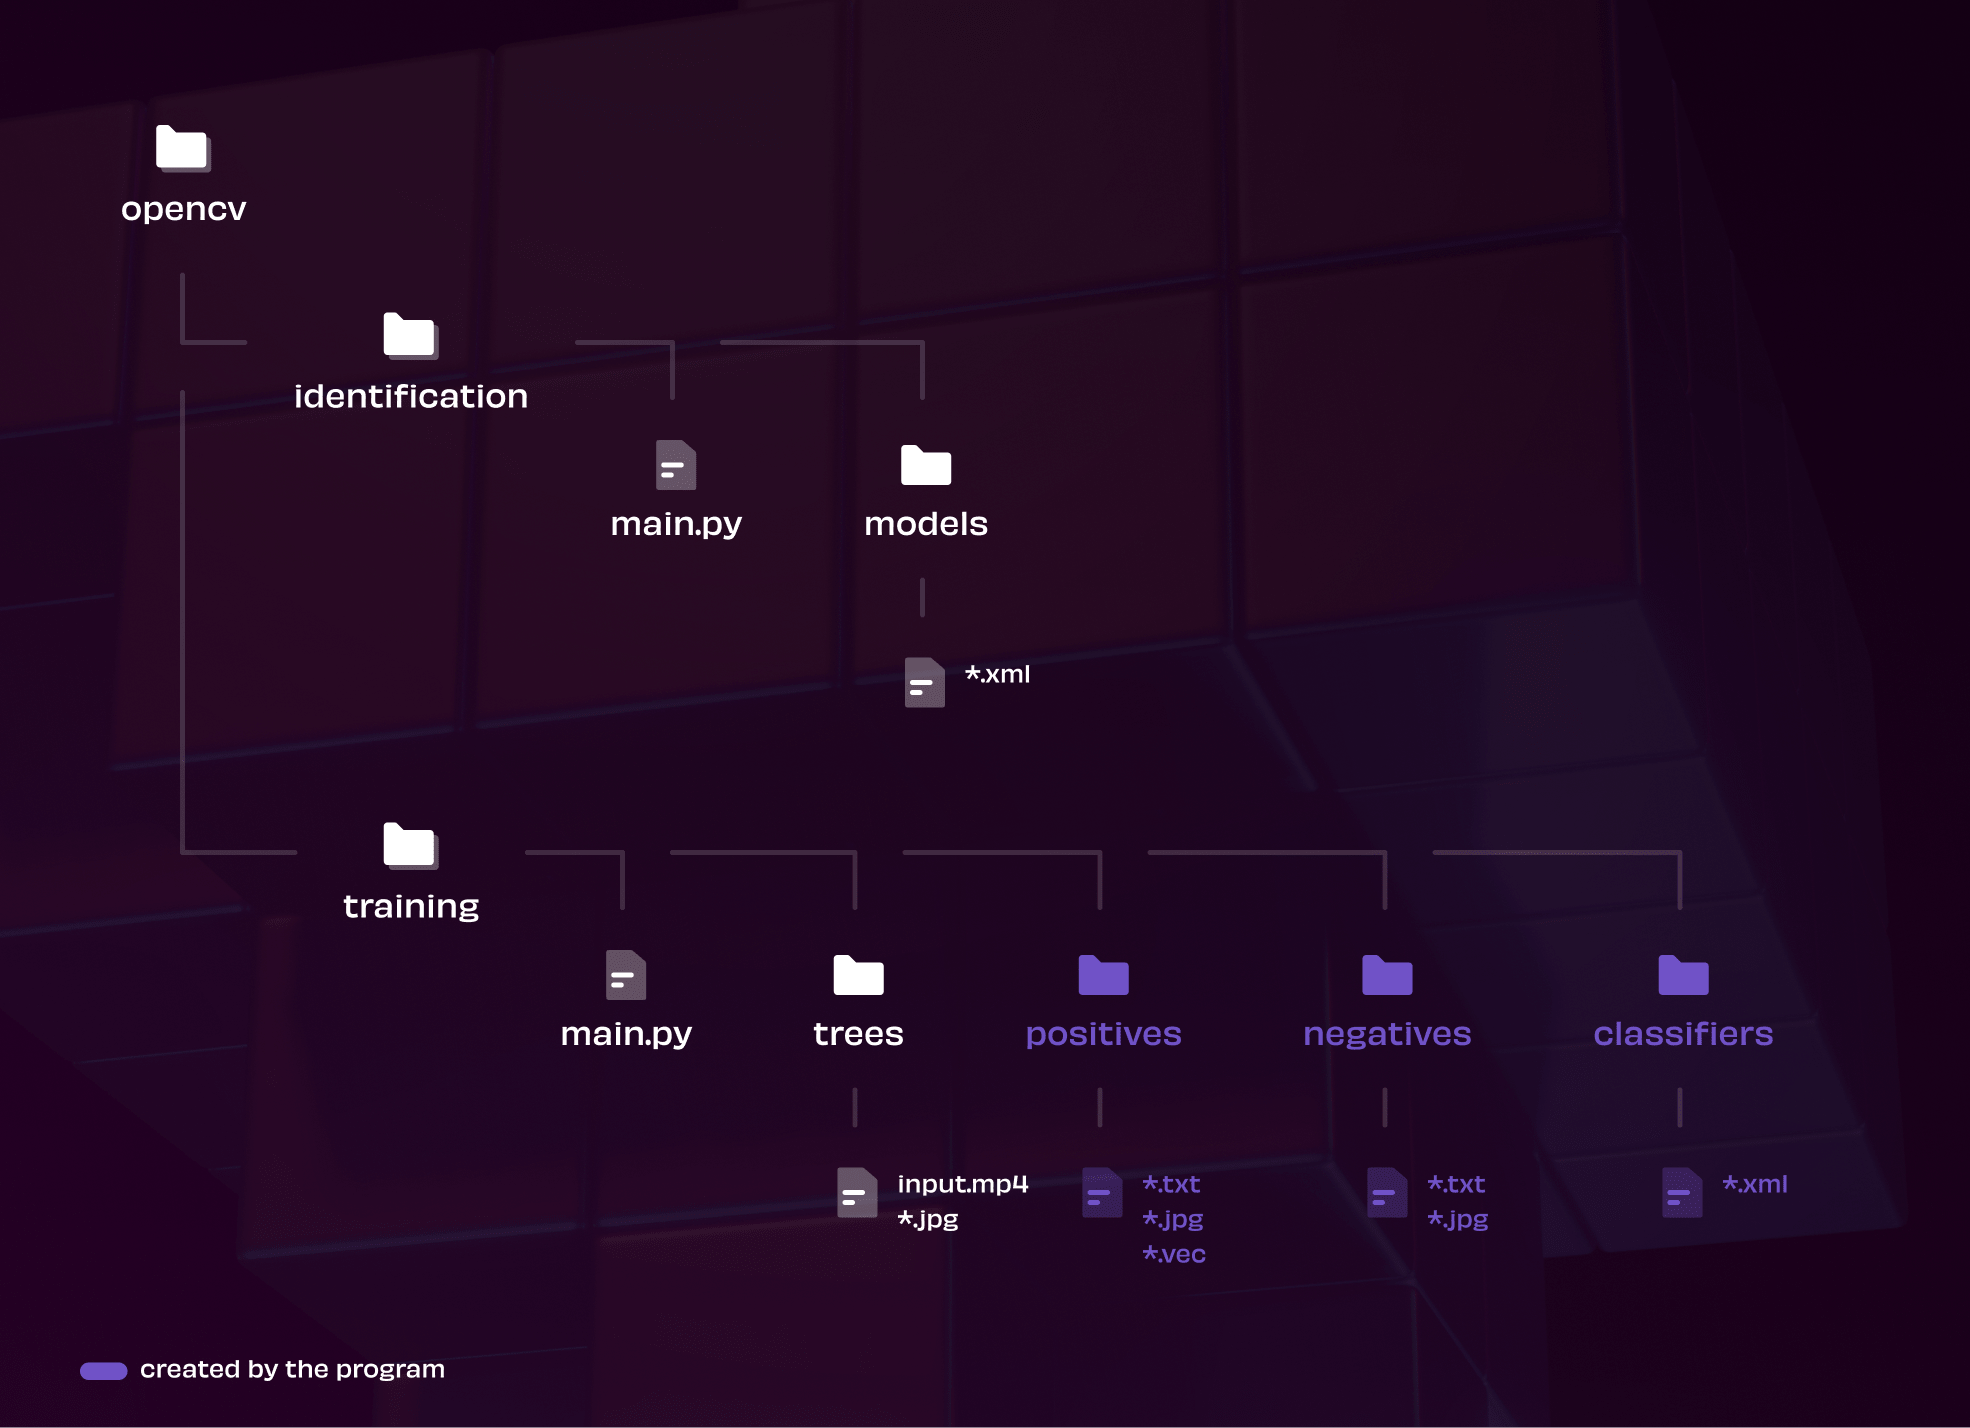 opencv
identification
main.py
models
*.xml
training
main.py
trees
positives
negatives
classifiers
input.mp4
*.jpg
*.txt
*.jpg
*.vec
*.txt
*.jpg
*.xml
created by the program